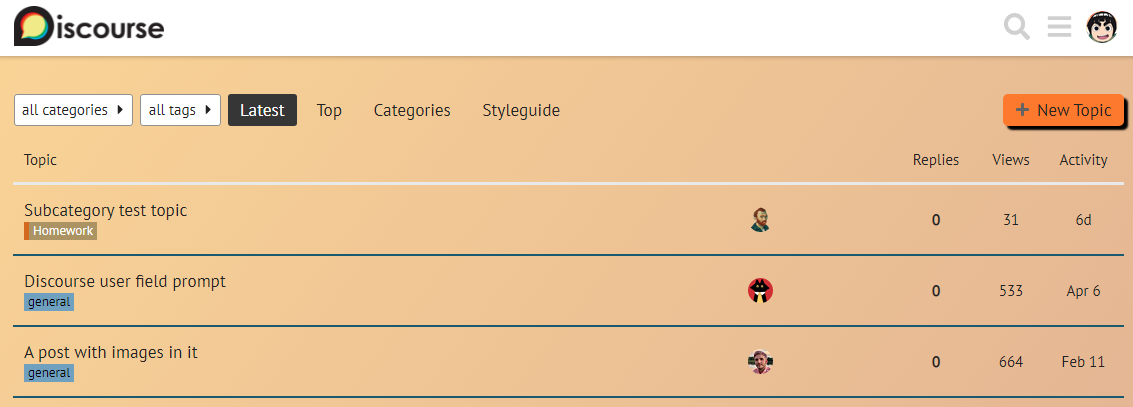 Discourse
all categories all tags Latest Top Categories Styleguide + New Topic
Topic Replies Views Activity
Subcategory test topic 0 31 6d
Homework
Discourse user field prompt 0 533 Apr 6
general
A post with images in it 0 664 Feb 11
general